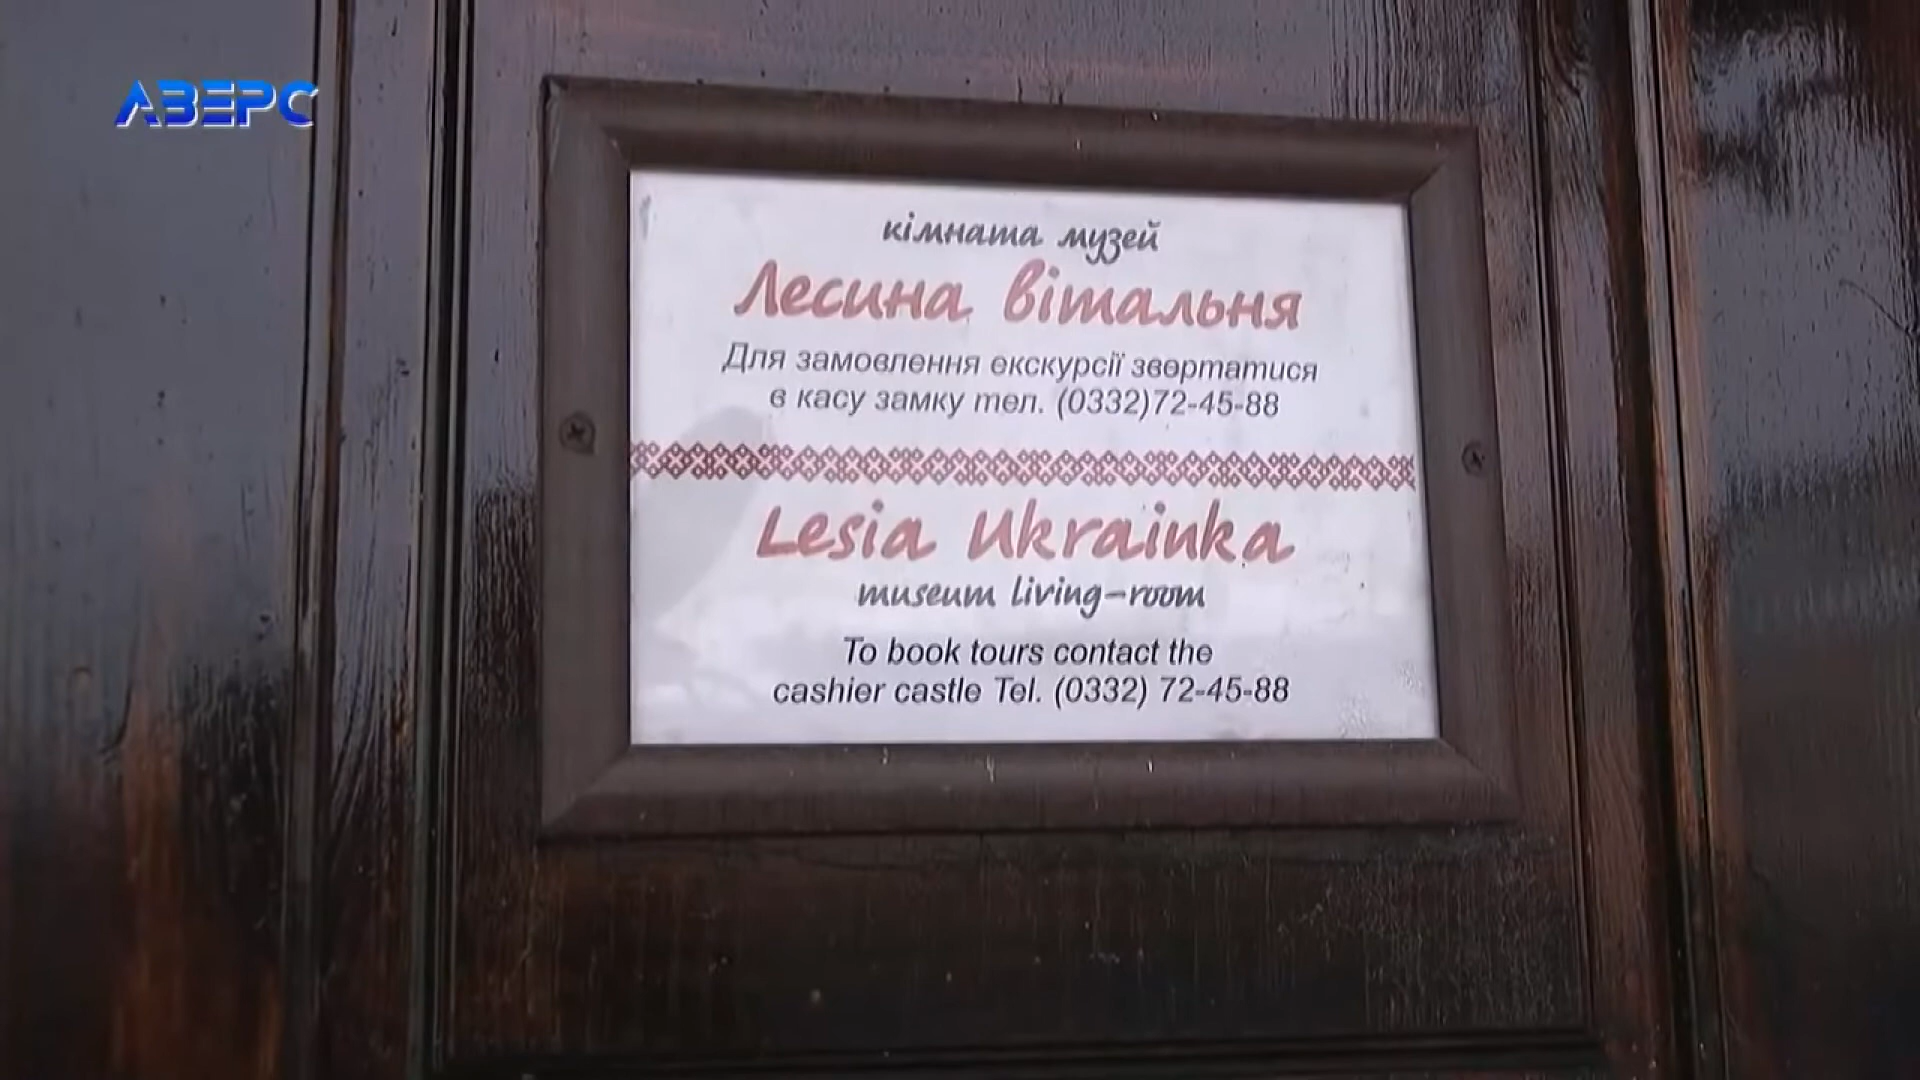 АВЕРС
кімната музей
Лесина вітальня
Для замовлення екскурсії звертатися
в касу замку тел. (0332)72-45-88
Lesia Ukrainka
museum living-room
To book tours contact the
cashier castle Tel. (0332) 72-45-88